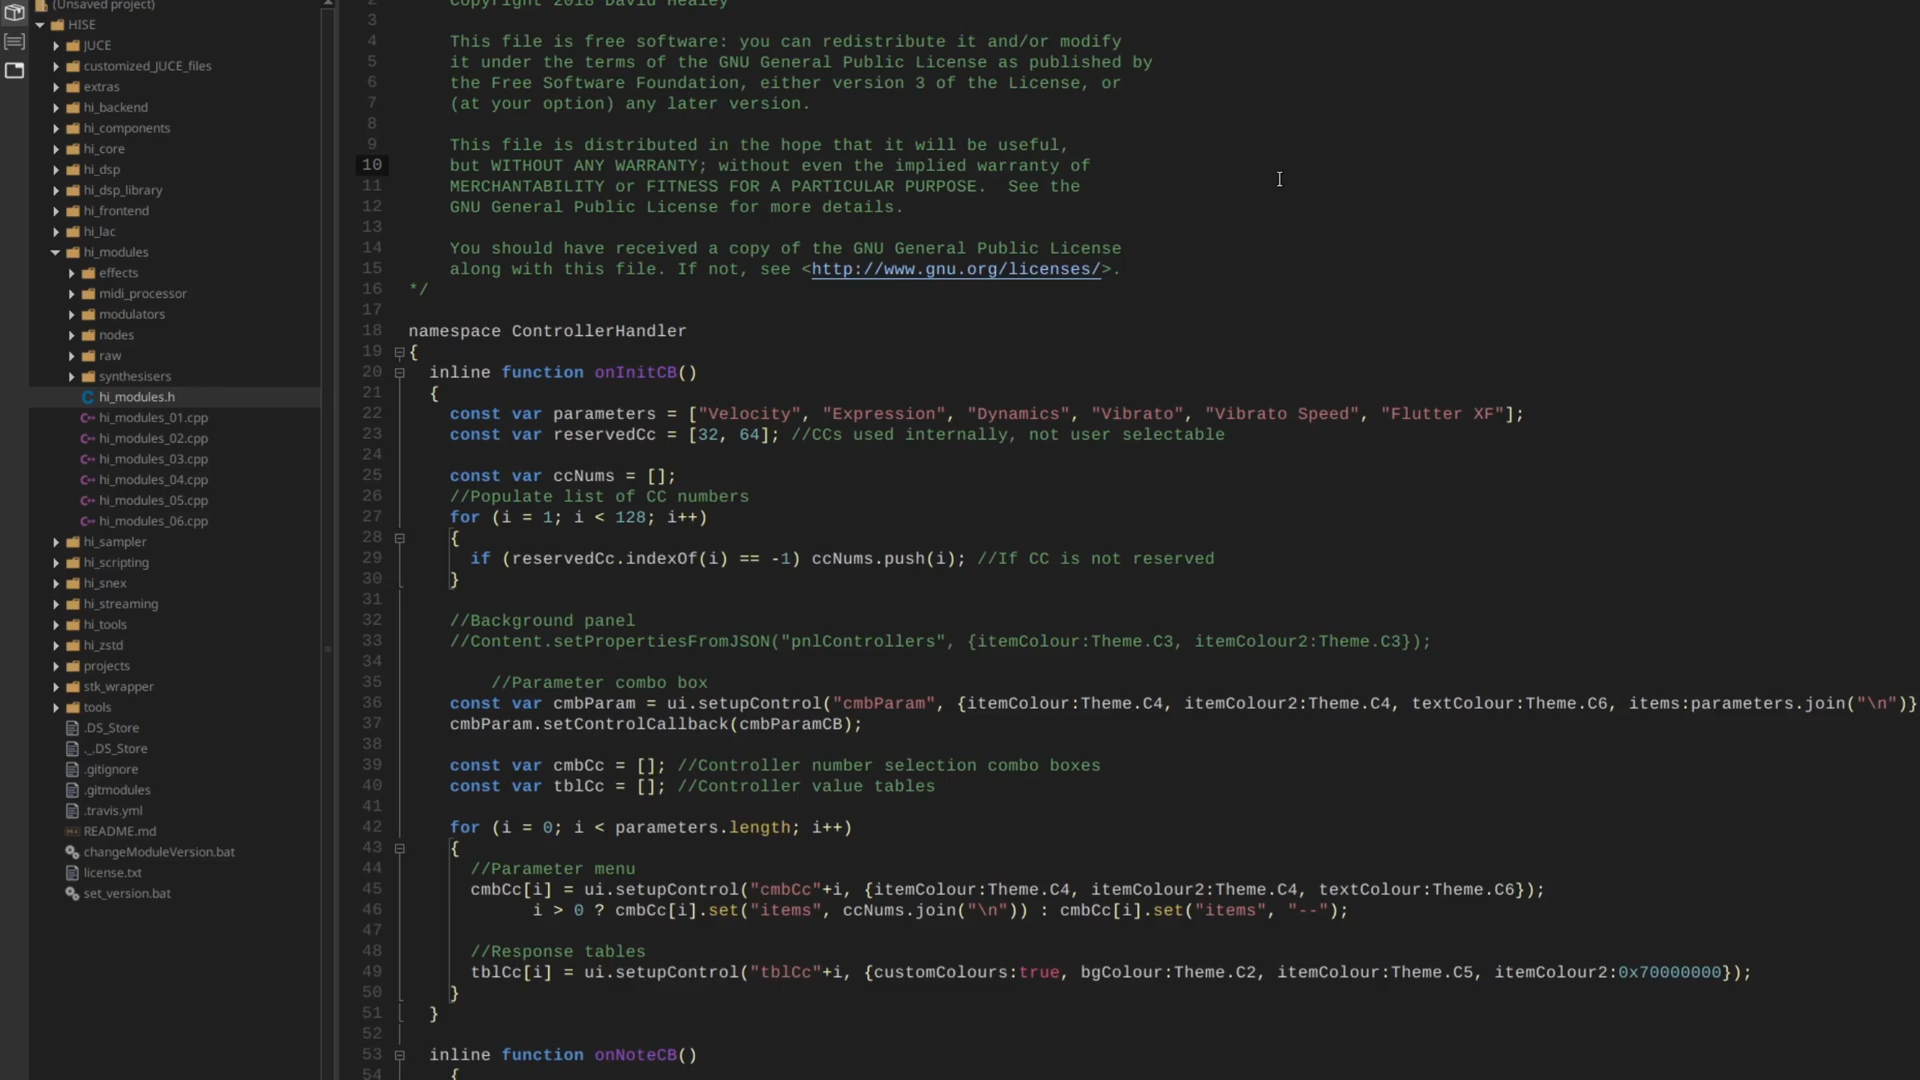 (Unsaved project)
HISE
JUCE
customized_JUCE_files
extras
hi_backend
hi_components
hi_core
hi_dsp
hi_dsp_library
hi_frontend
hi_lac
hi_modules
effects
midi_processor
modulators
nodes
raw
synthesisers
hi_modules.h
hi_modules_01.cpp
hi_modules_02.cpp
hi_modules_03.cpp
hi_modules_04.cpp
hi_modules_05.cpp
hi_modules_06.cpp
hi_sampler
hi_scripting
hi_snex
hi_streaming
hi_tools
hi_zstd
projects
stk_wrapper
tools
.DS_Store
._.DS_Store
.gitignore
.gitmodules
.travis.yml
README.md
changeModuleVersion.bat
license.txt
set_version.bat
2 Copyright 2018 David Healey
3
4 This file is free software: you can redistribute it and/or modify
5 it under the terms of the GNU General Public License as published by
6 the Free Software Foundation, either version 3 of the License, or
7 (at your option) any later version.
8
9 This file is distributed in the hope that it will be useful,
10 but WITHOUT ANY WARRANTY; without even the implied warranty of
11 MERCHANTABILITY or FITNESS FOR A PARTICULAR PURPOSE.  See the
12 GNU General Public License for more details.
13
14 You should have received a copy of the GNU General Public License
15 along with this file. If not, see <http://www.gnu.org/licenses/>.
16 */
17
18 namespace ControllerHandler
19 {
20 inline function onInitCB()
21 {
22 const var parameters = ["Velocity", "Expression", "Dynamics", "Vibrato", "Vibrato Speed", "Flutter XF"];
23 const var reservedCc = [32, 64]; //CCs used internally, not user selectable
24
25 const var ccNums = [];
26 //Populate list of CC numbers
27 for (i = 1; i < 128; i++)
28 {
29 if (reservedCc.indexOf(i) == -1) ccNums.push(i); //If CC is not reserved
30 }
31
32 //Background panel
33 //Content.setPropertiesFromJSON("pnlControllers", {itemColour:Theme.C3, itemColour2:Theme.C3});
34
35 //Parameter combo box
36 const var cmbParam = ui.setupControl("cmbParam", {itemColour:Theme.C4, itemColour2:Theme.C4, textColour:Theme.C6, items:parameters.join("\n")}
37 cmbParam.setControlCallback(cmbParamCB);
38
39 const var cmbCc = []; //Controller number selection combo boxes
40 const var tblCc = []; //Controller value tables
41
42 for (i = 0; i < parameters.length; i++)
43 {
44 //Parameter menu
45 cmbCc[i] = ui.setupControl("cmbCc"+i, {itemColour:Theme.C4, itemColour2:Theme.C4, textColour:Theme.C6});
46 i > 0 ? cmbCc[i].set("items", ccNums.join("\n")) : cmbCc[i].set("items", "--");
47
48 //Response tables
49 tblCc[i] = ui.setupControl("tblCc"+i, {customColours:true, bgColour:Theme.C2, itemColour:Theme.C5, itemColour2:0x70000000});
50 }
51 }
52
53 inline function onNoteCB()
54 {